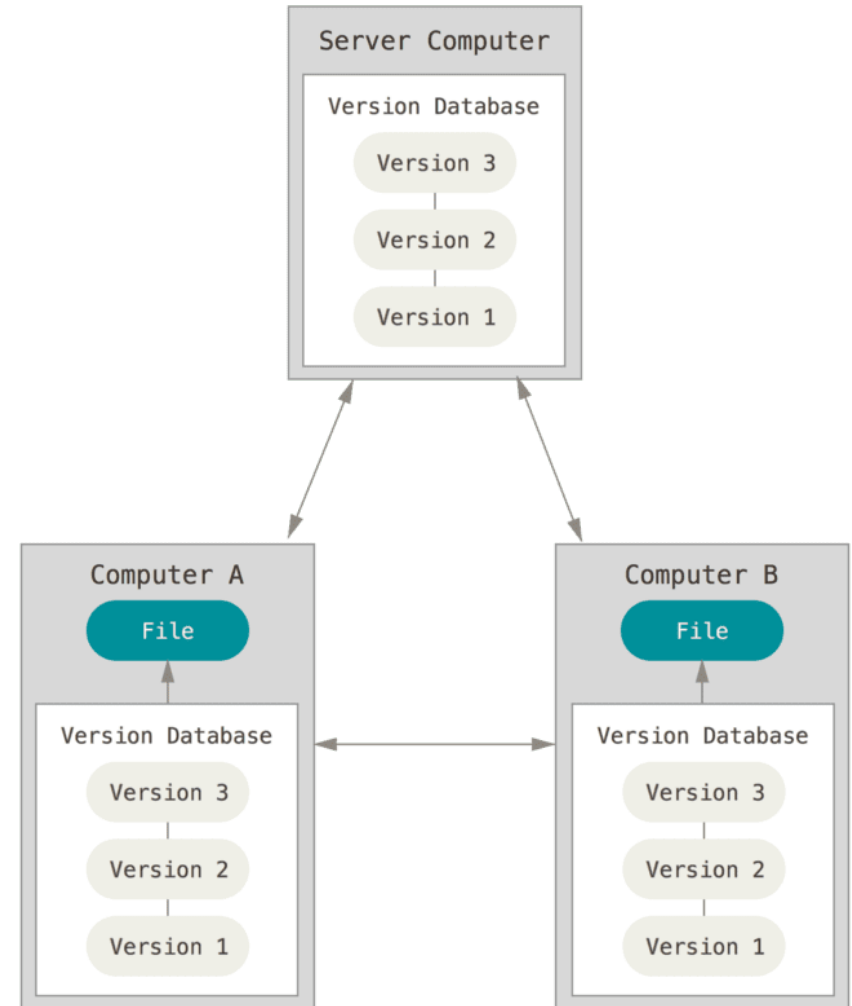 Server Computer
Version Database
Version 3
Version 2
Version 1
Computer A
File
Version Database
Version 3
Version 2
Version 1
Computer B
File
Version Database
Version 3
Version 2
Version 1